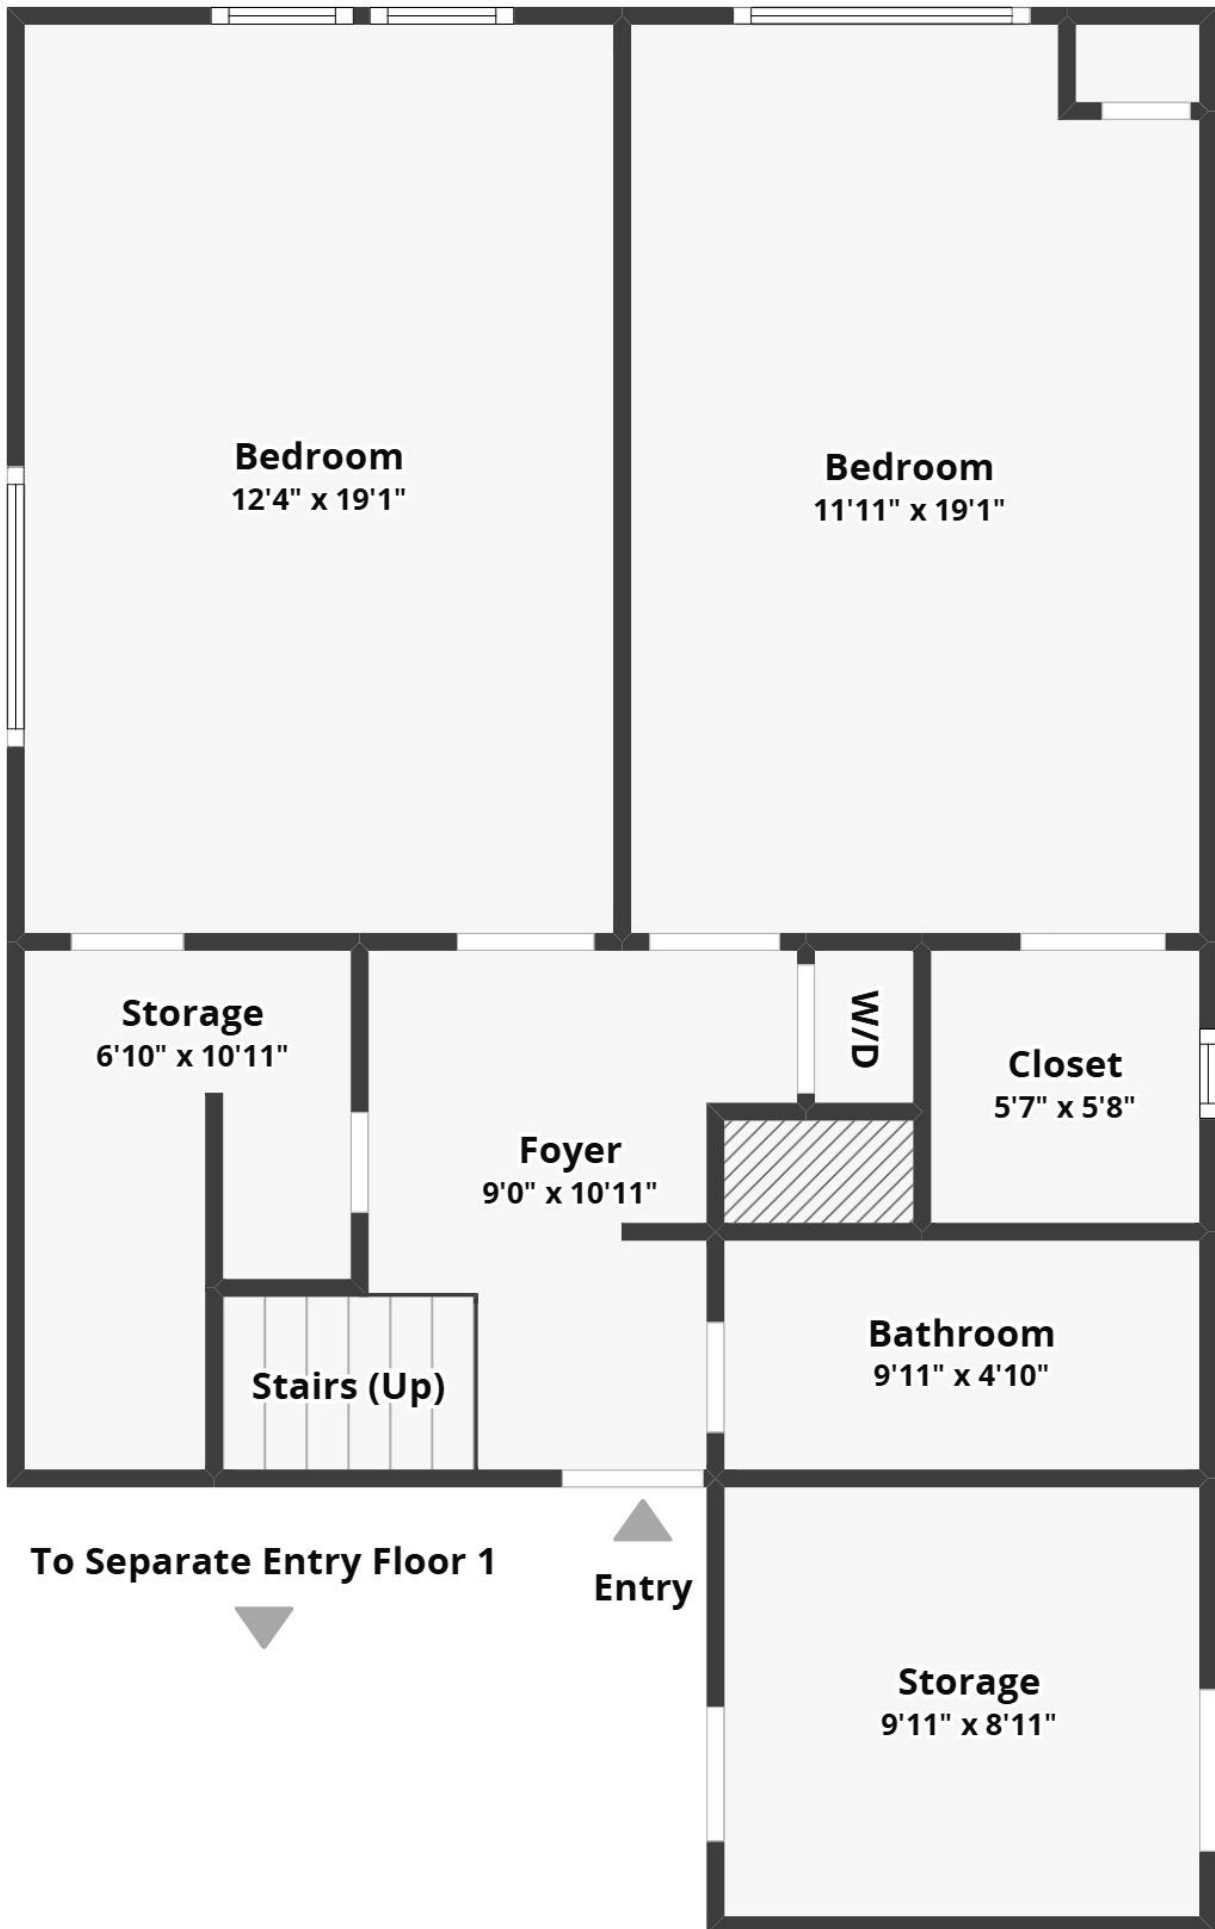 Bedroom
12'4" x 19'1"
Bedroom
11'11" x 19'1"
Storage
6'10" x 10'11"
W/D
Closet
5'7" x 5'8"
Foyer
9'0" x 10'11"
Bathroom
9'11" x 4'10"
Stairs (Up)
To Separate Entry Floor 1
Entry
Storage
9'11" x 8'11"